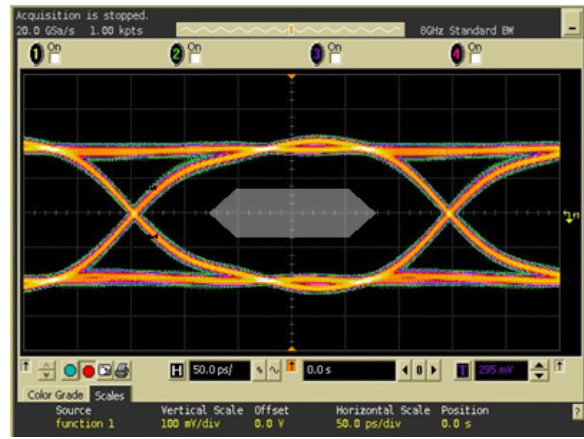 Acquisition is stopped.
20.0 GSa/s 1.00 kpts
8GHz Standard BW
1 On 2 On 3 On 4 On
H 50.0 ps/ 0.0 s 0 T 295 mV
Color Grade Scales
Source Vertical Scale Offset Horizontal Scale Position
function 1 100 mV/div 0.0 V 50.0 ps/div 0.0 s
?